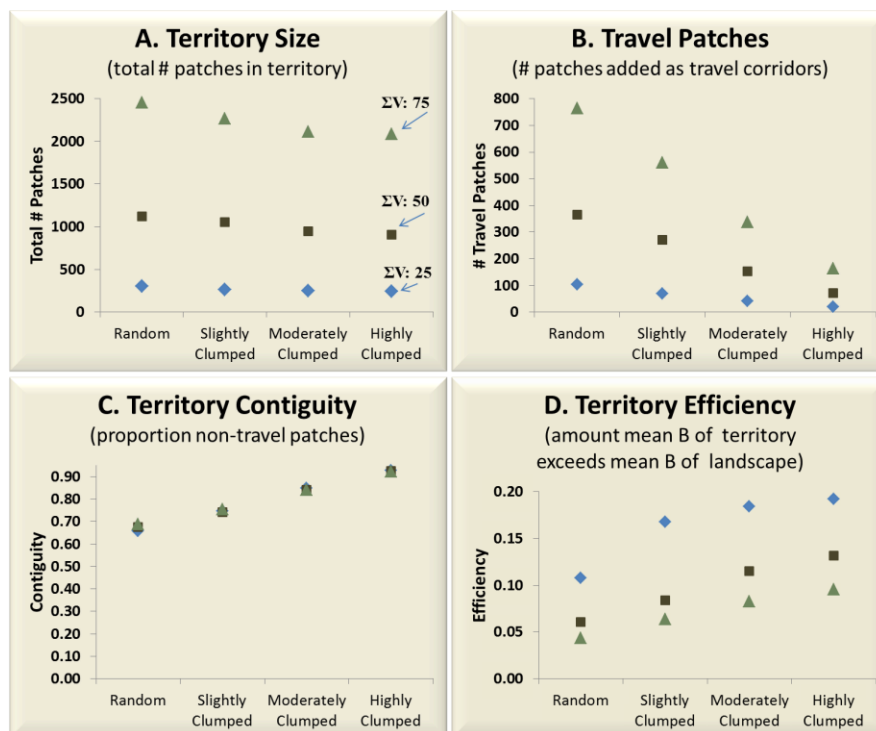 A. Territory Size
(total # patches in territory)
Total # Patches
2500
2000
1500
1000
500
0
ΣV: 75
ΣV: 50
ΣV: 25
Random
Slightly
Clumped
Moderately
Clumped
Highly
Clumped
B. Travel Patches
(# patches added as travel corridors)
# Travel Patches
800
700
600
500
400
300
200
100
0
Random
Slightly
Clumped
Moderately
Clumped
Highly
Clumped
C. Territory Contiguity
(proportion non-travel patches)
Contiguity
0.90
0.80
0.70
0.60
0.50
0.40
0.30
0.20
0.10
0.00
Random
Slightly
Clumped
Moderately
Clumped
Highly
Clumped
D. Territory Efficiency
(amount mean B of territory
exceeds mean B of landscape)
Efficiency
0.20
0.15
0.10
0.05
0.00
Random
Slightly
Clumped
Moderately
Clumped
Highly
Clumped